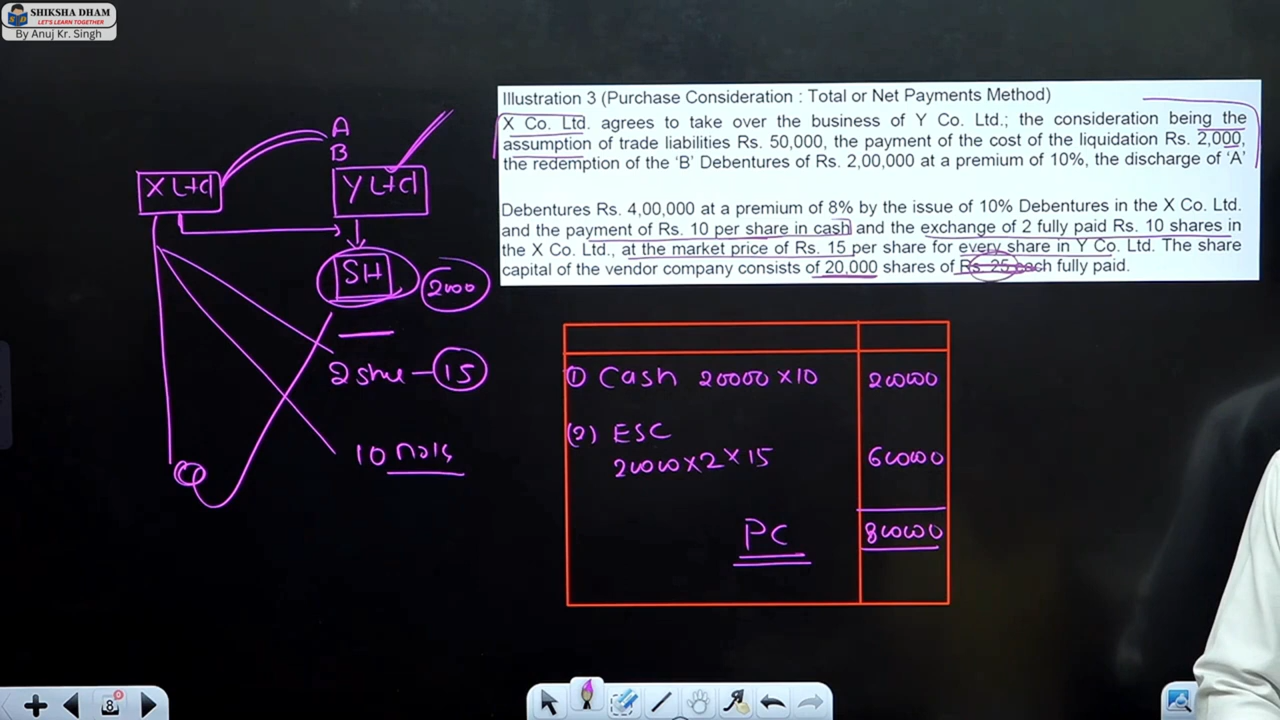 SHIKSHA DHAM
LET'S LEARN TOGETHER
By Anuj Kr. Singh
Illustration 3 (Purchase Consideration : Total or Net Payments Method)
X Co. Ltd. agrees to take over the business of Y Co. Ltd.; the consideration being the
assumption of trade liabilities Rs. 50,000, the payment of the cost of the liquidation Rs. 2,000,
the redemption of the 'B' Debentures of Rs. 2,00,000 at a premium of 10%, the discharge of 'A'
Debentures Rs. 4,00,000 at a premium of 8% by the issue of 10% Debentures in the X Co. Ltd.
and the payment of Rs. 10 per share in cash and the exchange of 2 fully paid Rs. 10 shares in
the X Co. Ltd., at the market price of Rs. 15 per share for every share in Y Co. Ltd. The share
capital of the vendor company consists of 20,000 shares of Rs. 25 each fully paid.
A
B
X Ltd
Y Ltd
SH
2000
2 share — 15
10
① Cash 20000 × 10 200000
(2) ESC
20000 × 2 × 15 600000
PC 800000
8